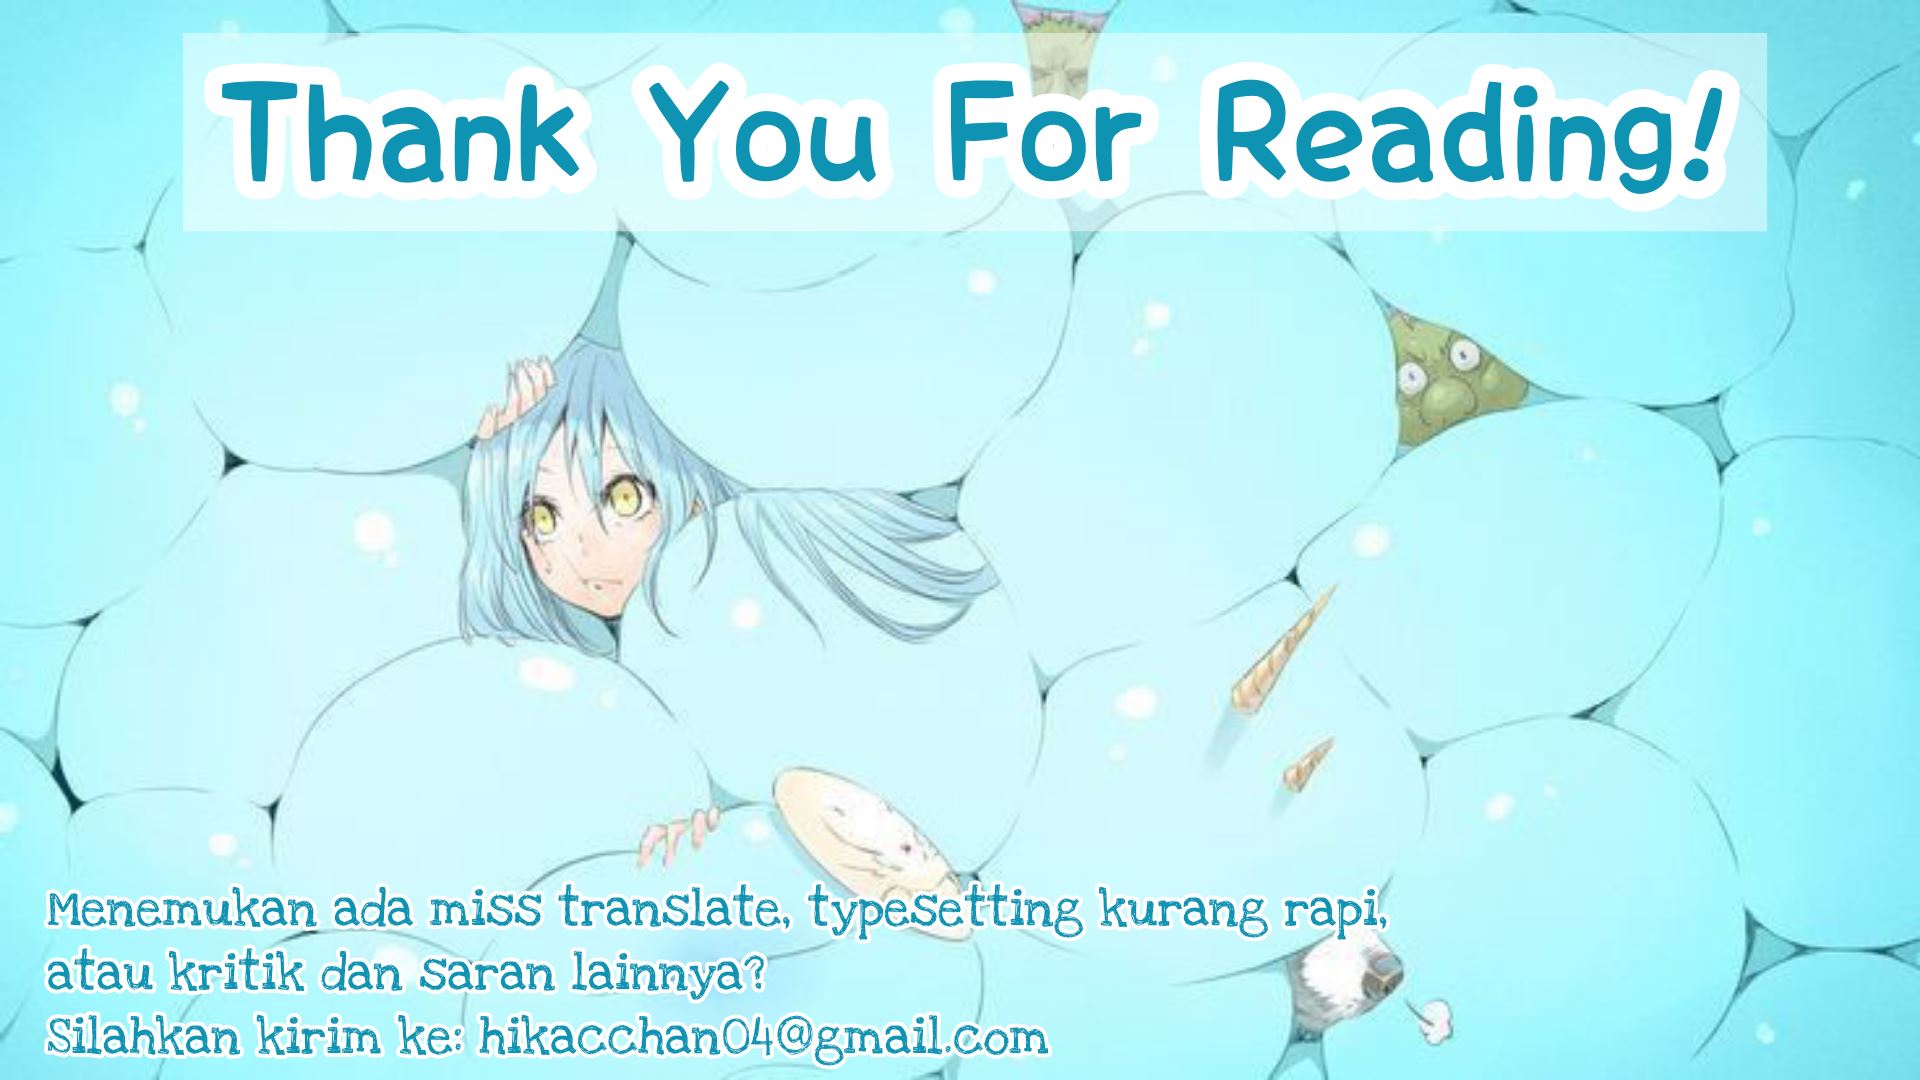 Thank You For Reading!
Menemukan ada miss translate, typesetting kurang rapi,
atau kritik dan saran lainnya?
Silahkan kirim ke: hikacchan04@gmail.com